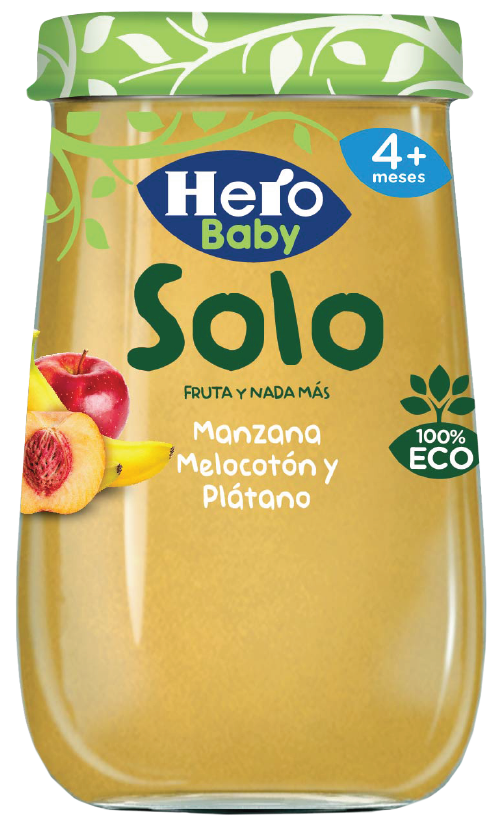 4+
meses
Hero
Baby
Solo
FRUTA Y NADA MÁS
Manzana
Melocotón y
Plátano
100%
ECO